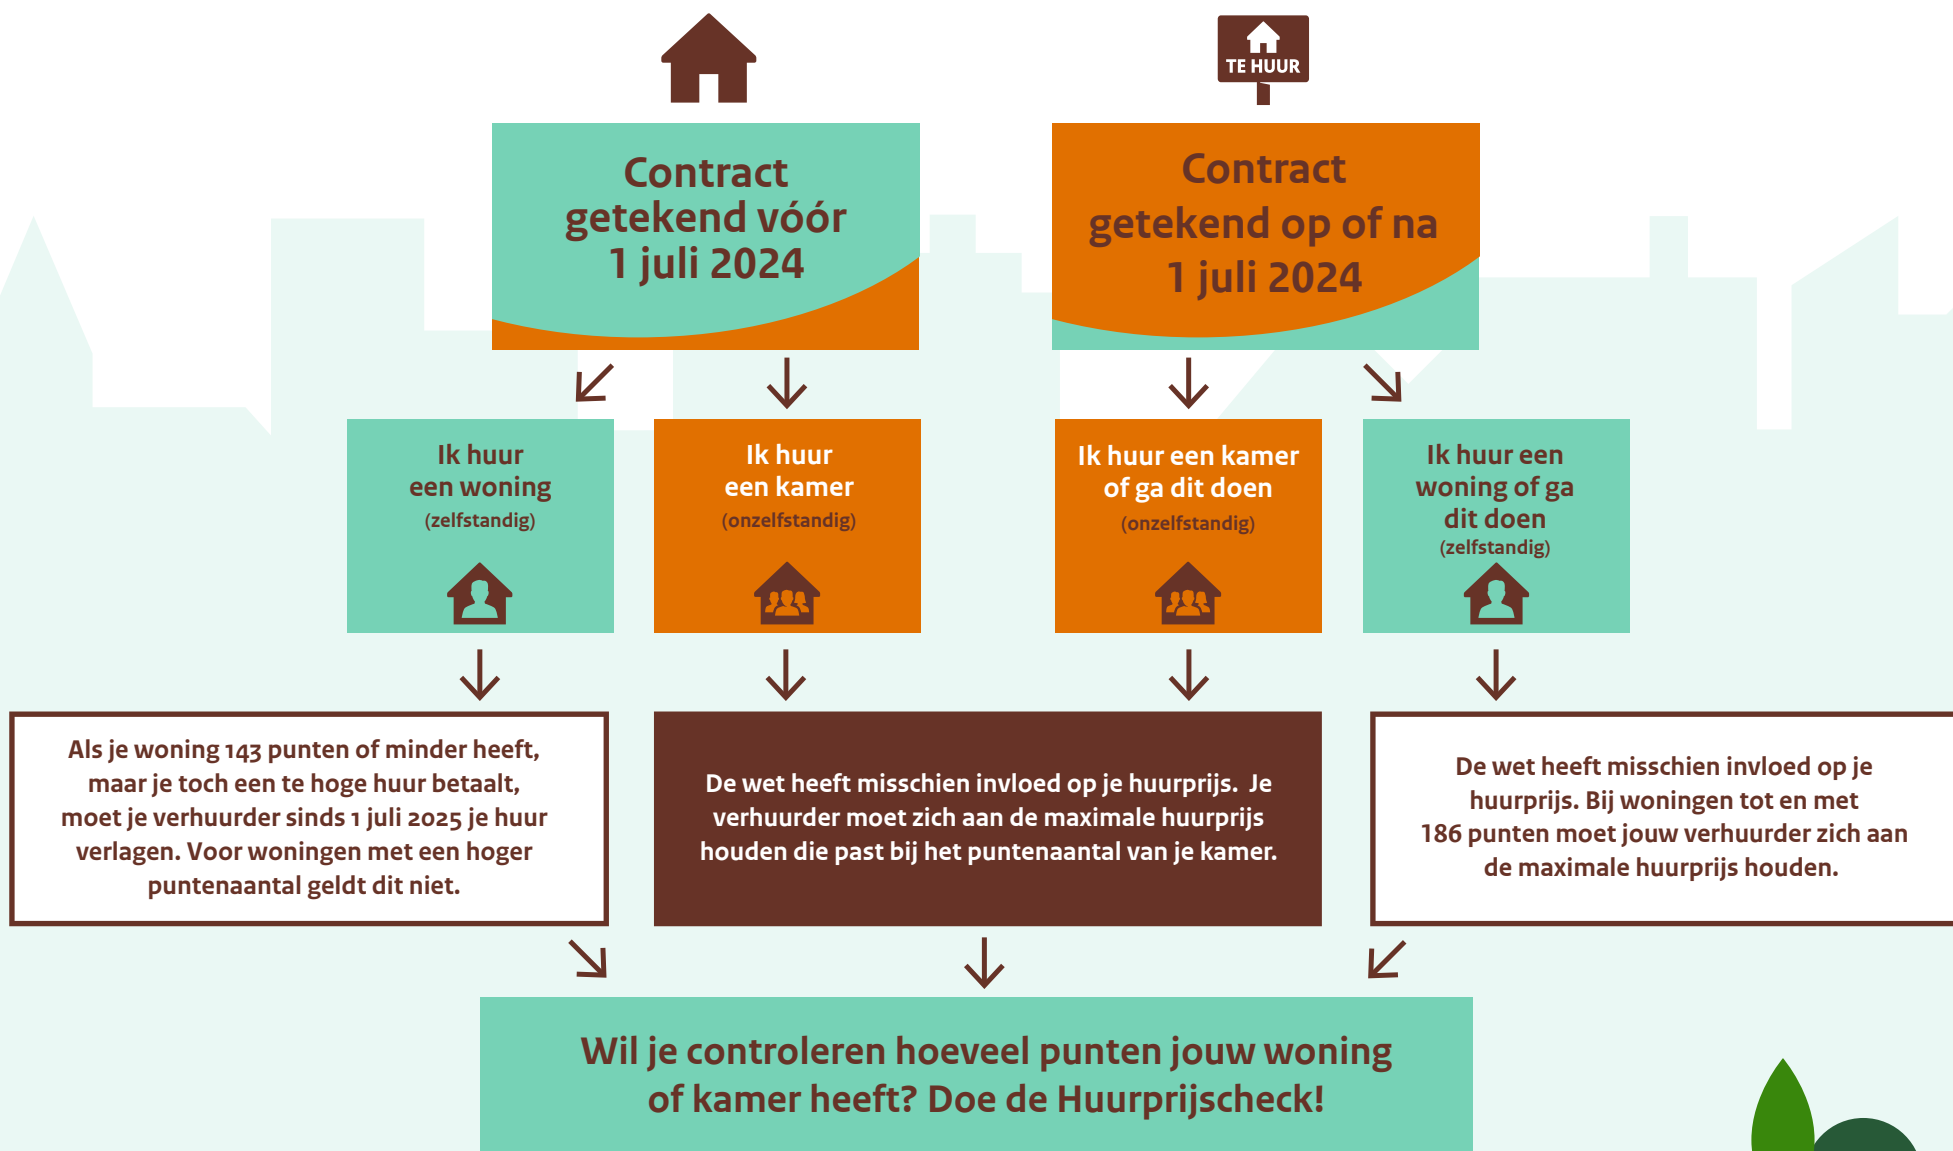 TE HUUR
Contract
getekend vóór
1 juli 2024
Contract
getekend op of na
1 juli 2024
Ik huur
een woning
(zelfstandig)
Ik huur
een kamer
(onzelfstandig)
Ik huur een kamer
of ga dit doen
(onzelfstandig)
Ik huur een
woning of ga
dit doen
(zelfstandig)
Als je woning 143 punten of minder heeft,
maar je toch een te hoge huur betaalt,
moet je verhuurder sinds 1 juli 2025 je huur
verlagen. Voor woningen met een hoger
puntenaantal geldt dit niet.
De wet heeft misschien invloed op je huurprijs. Je
verhuurder moet zich aan de maximale huurprijs
houden die past bij het puntenaantal van je kamer.
De wet heeft misschien invloed op je
huurprijs. Bij woningen tot en met
186 punten moet jouw verhuurder zich aan
de maximale huurprijs houden.
Wil je controleren hoeveel punten jouw woning
of kamer heeft? Doe de Huurprijscheck!